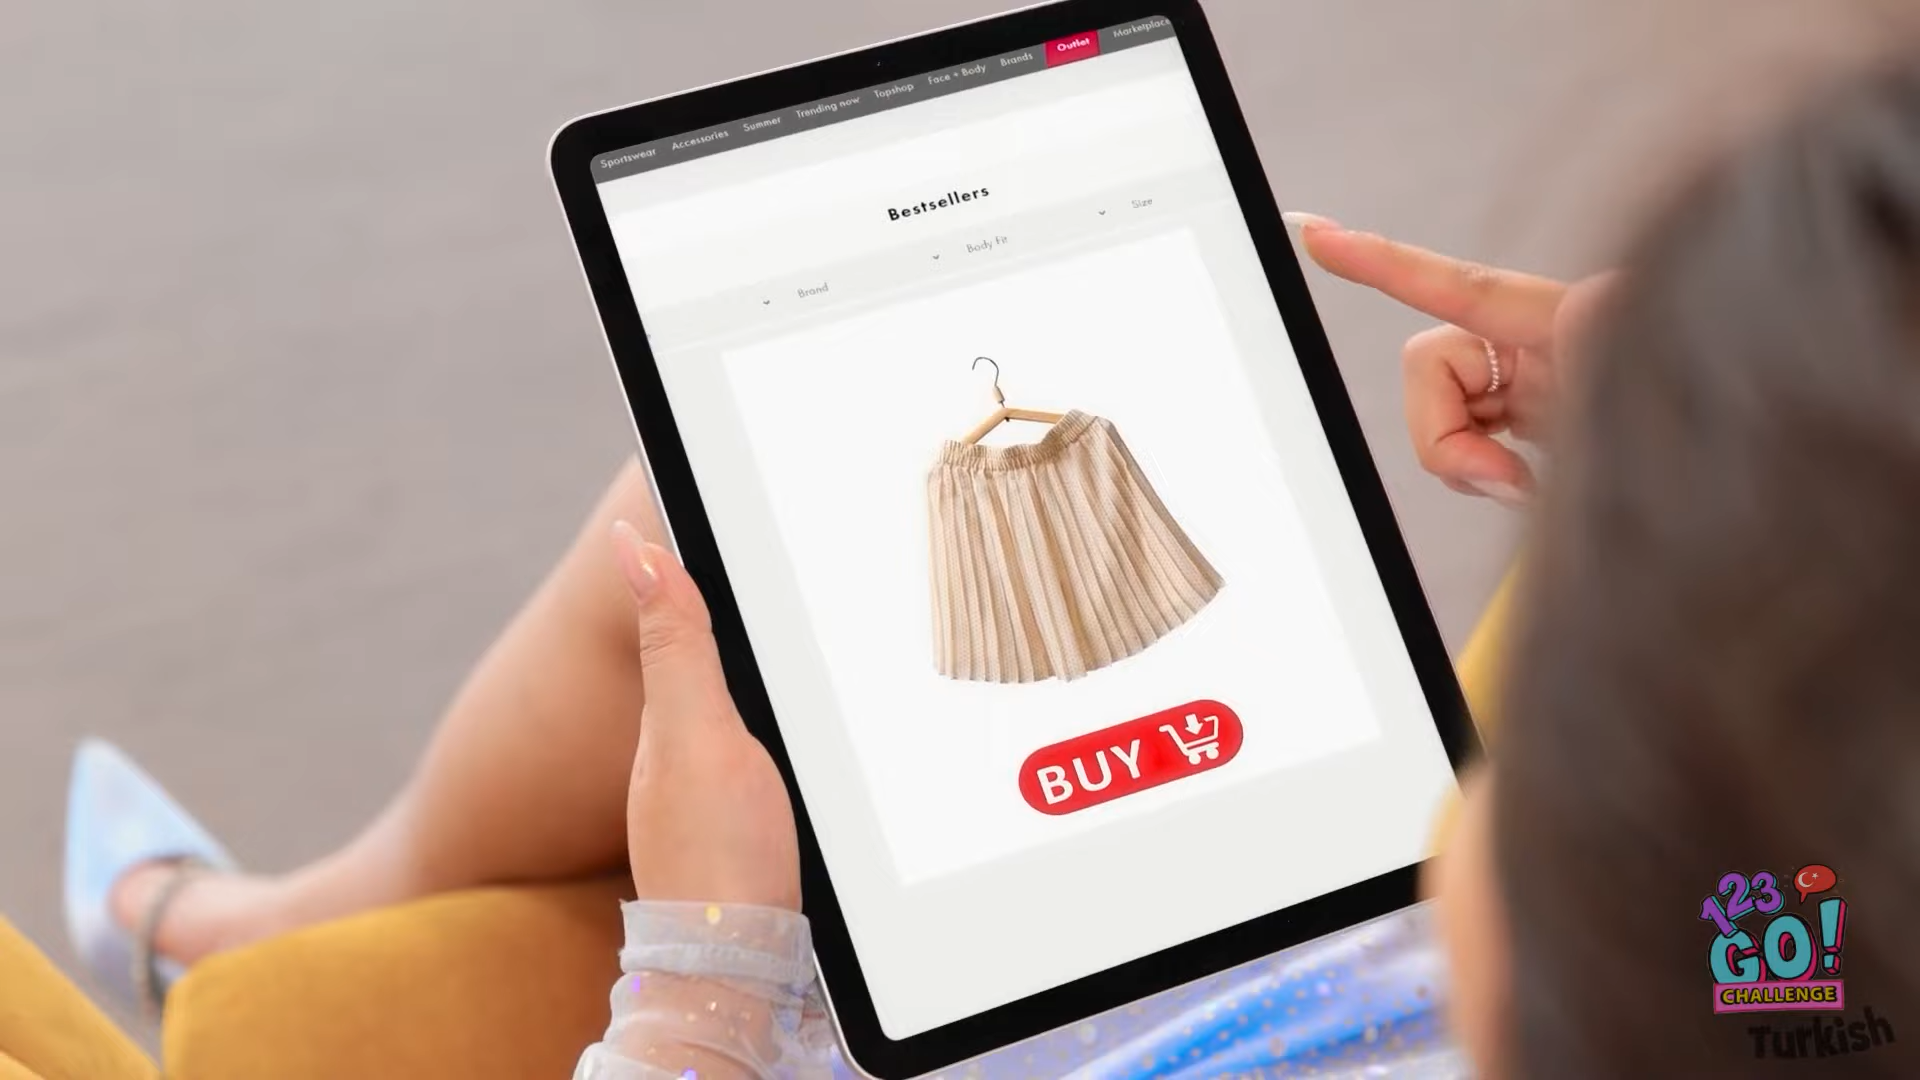 Sportswear Accessories Summer Trending now Topshop Face + Body Brands Outlet Marketplace
Bestsellers
Brand Body Fit Size
BUY
123
GO!
CHALLENGE
Turkish